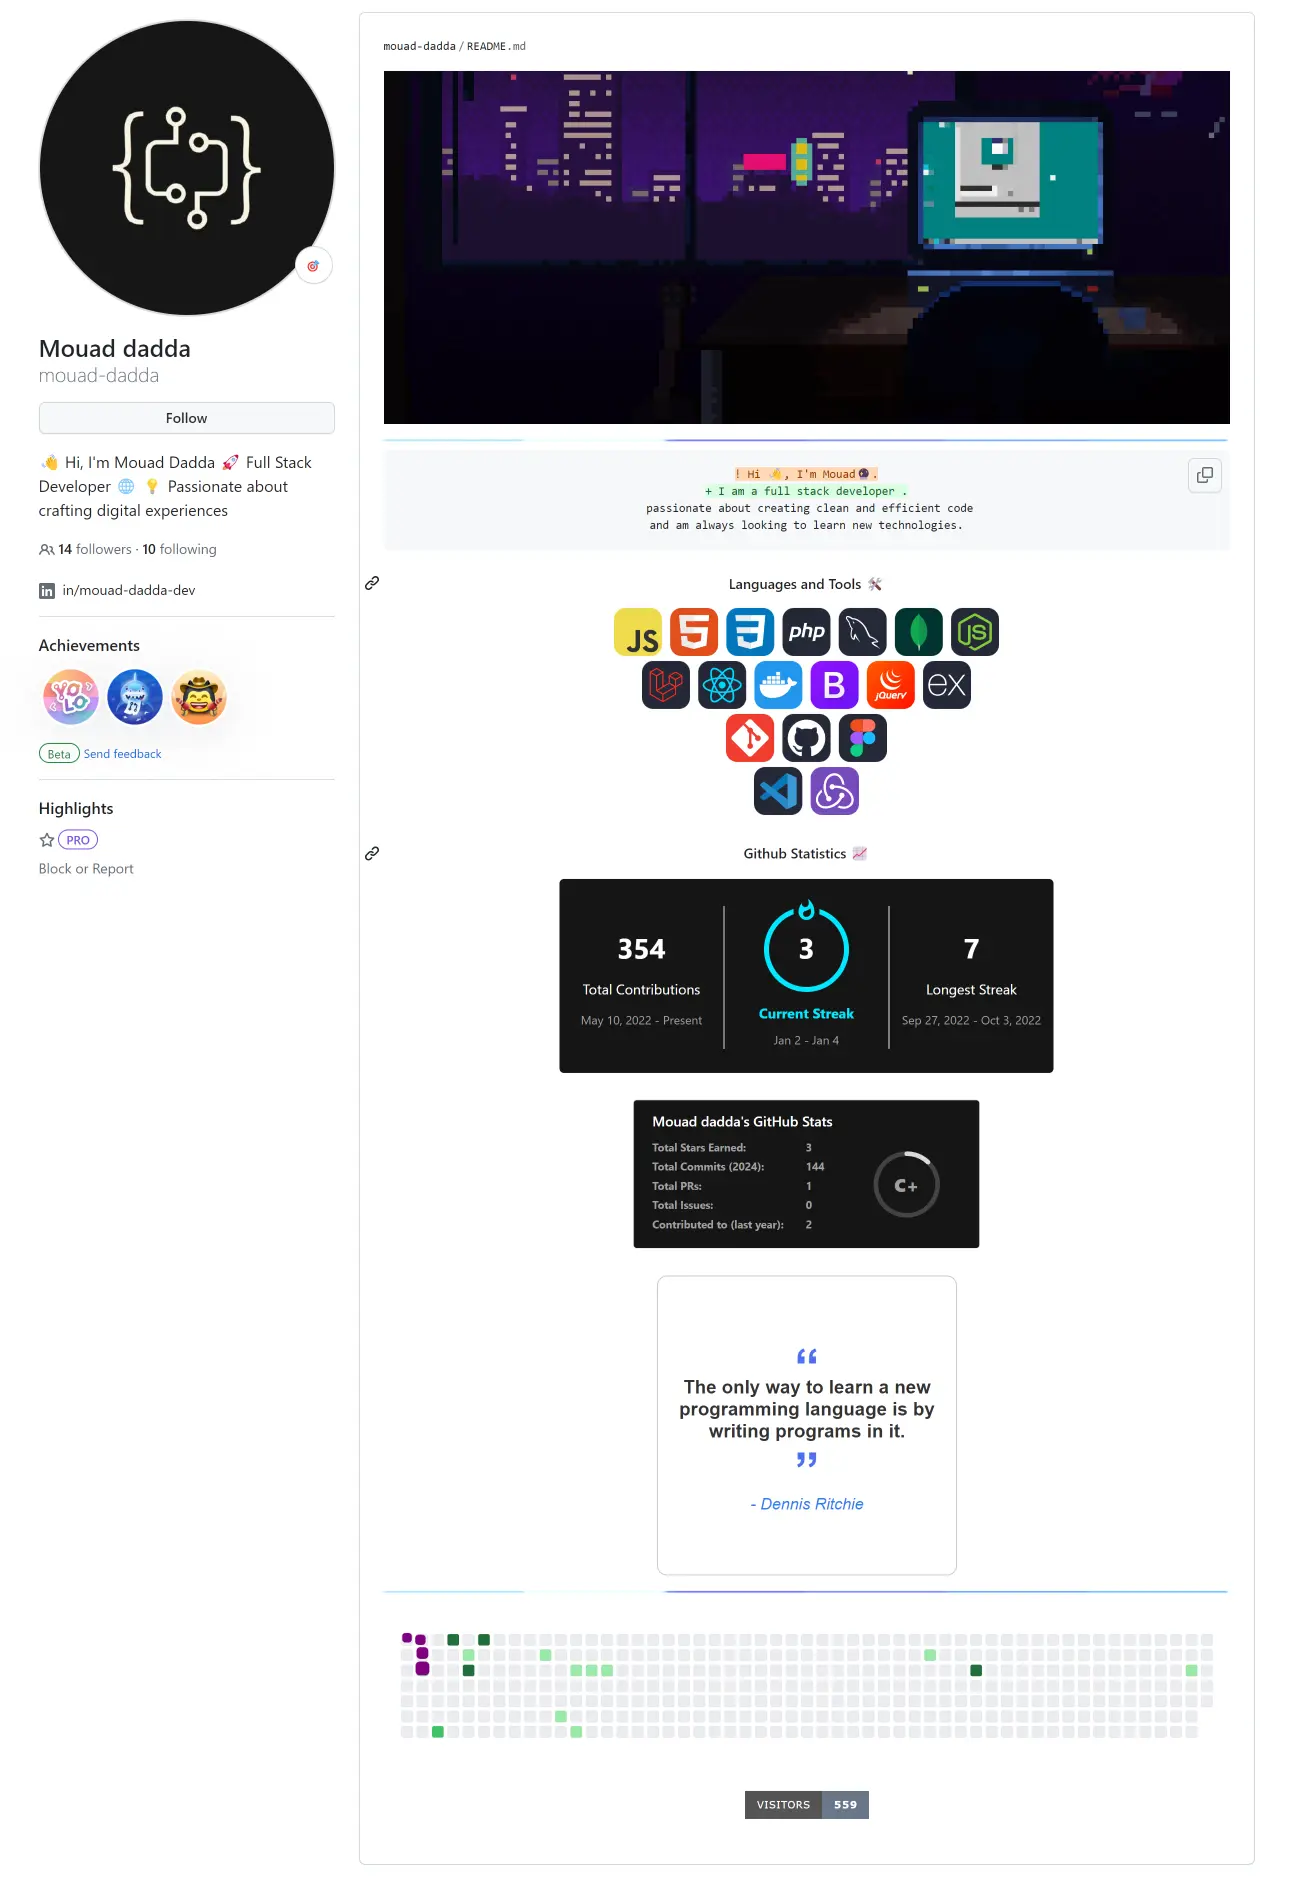 Mouad dadda
mouad-dadda
Follow
👋 Hi, I'm Mouad Dadda 🚀 Full Stack
Developer 🌐 💡 Passionate about
crafting digital experiences
14 followers · 10 following
in/mouad-dadda-dev
Achievements
YOLO
Beta Send feedback
Highlights
PRO
Block or Report
mouad-dadda / README.md
! Hi 👋, I'm Mouad🔮.
+ I am a full stack developer .
passionate about creating clean and efficient code
and am always looking to learn new technologies.
Languages and Tools 🛠️
JS 5 3 php JS
B jQuery ex
Github Statistics 📈
354
Total Contributions
May 10, 2022 - Present
3
Current Streak
Jan 2 - Jan 4
7
Longest Streak
Sep 27, 2022 - Oct 3, 2022
Mouad dadda's GitHub Stats
Total Stars Earned: 3
Total Commits (2024): 144
Total PRs: 1
Total Issues: 0
Contributed to (last year): 2
C+
“
The only way to learn a new
programming language is by
writing programs in it.
”
- Dennis Ritchie
VISITORS 559